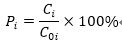 P_i = C_i / C_{0i} × 100%↵